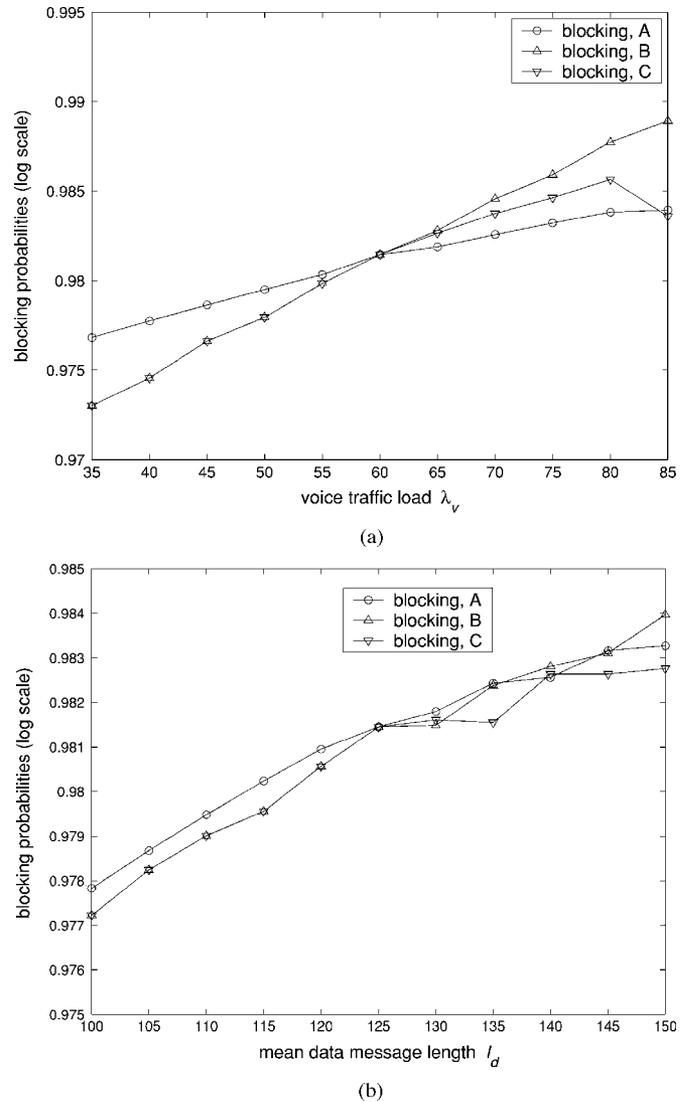 0.995
blocking, A
blocking, B
blocking, C
0.99
0.985
0.98
0.975
0.97
blocking probabilities (log scale)
35 40 45 50 55 60 65 70 75 80 85
voice traffic load λv
(a)
0.985
blocking, A
blocking, B
blocking, C
0.984
0.983
0.982
0.981
0.98
0.979
0.978
0.977
0.976
0.975
blocking probabilities (log scale)
100 105 110 115 120 125 130 135 140 145 150
mean data message length ld
(b)